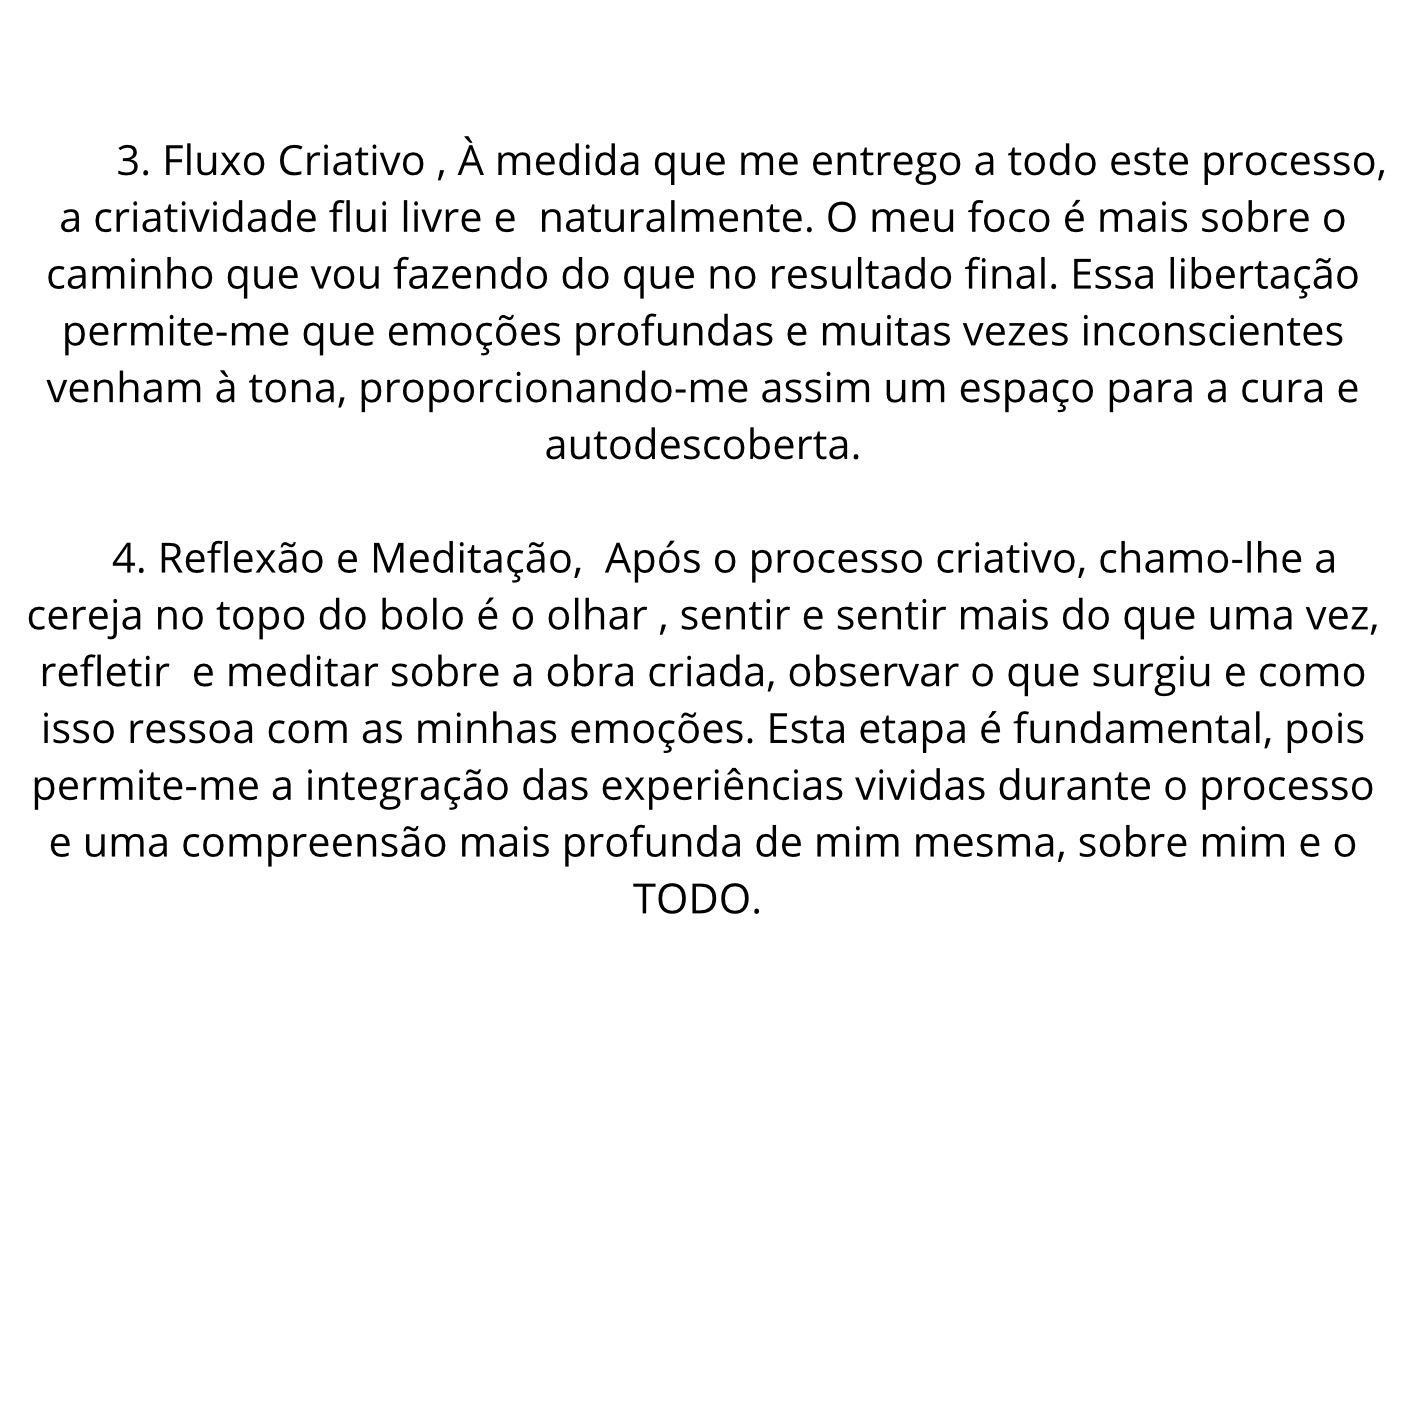 3. Fluxo Criativo , À medida que me entrego a todo este processo,
a criatividade flui livre e  naturalmente. O meu foco é mais sobre o
caminho que vou fazendo do que no resultado final. Essa libertação
permite-me que emoções profundas e muitas vezes inconscientes
venham à tona, proporcionando-me assim um espaço para a cura e
autodescoberta.

4. Reflexão e Meditação,  Após o processo criativo, chamo-lhe a
cereja no topo do bolo é o olhar , sentir e sentir mais do que uma vez,
refletir  e meditar sobre a obra criada, observar o que surgiu e como
isso ressoa com as minhas emoções. Esta etapa é fundamental, pois
permite-me a integração das experiências vividas durante o processo
e uma compreensão mais profunda de mim mesma, sobre mim e o
TODO.